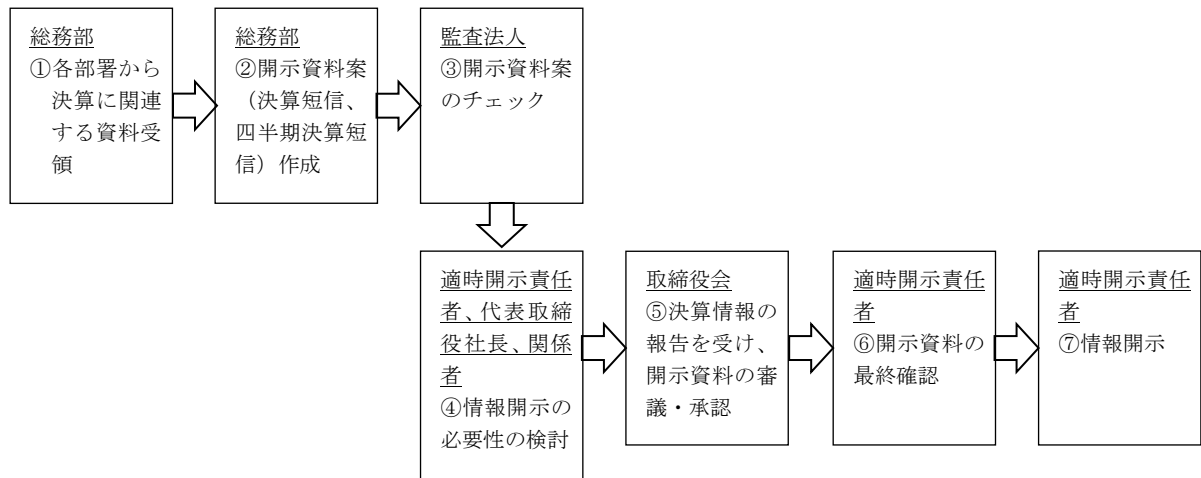 総務部
①各部署から
決算に関連
する資料受
領
総務部
②開示資料案
（決算短信、
四半期決算短
信）作成
監査法人
③開示資料案
のチェック
適時開示責任
者、代表取締
役社長、関係
者
④情報開示の
必要性の検討
取締役会
⑤決算情報の
報告を受け、
開示資料の審
議・承認
適時開示責任
者
⑥開示資料の
最終確認
適時開示責任
者
⑦情報開示